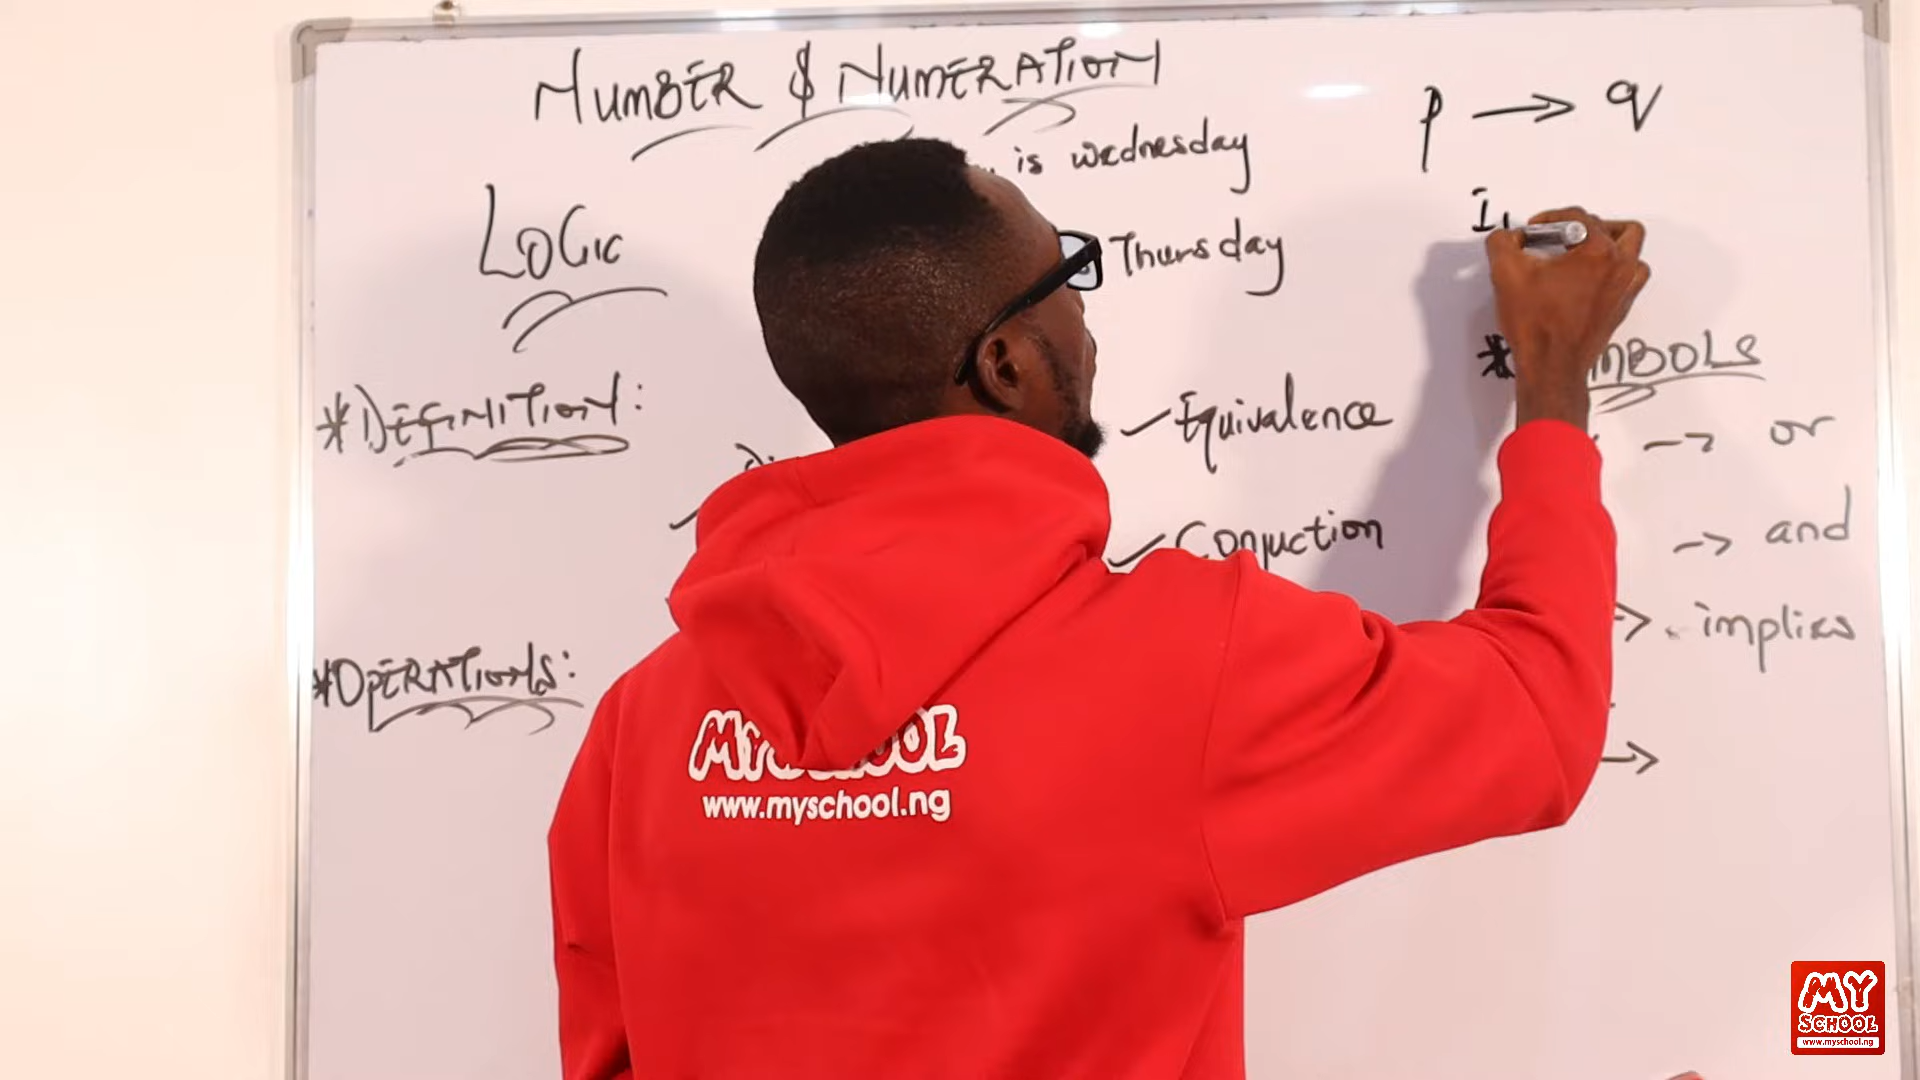 NUMBER & NUMERATION
is wednesday
Thursday
p → q
LOGIC
* SYMBOLS
*DEFINITION:
✓ Equivalence
→ or
✓ Conjuction
→ and
→ implies
*OPERATIONS:
→
MYSCHOOL
www.myschool.ng
MY
SCHOOL
www.myschool.ng